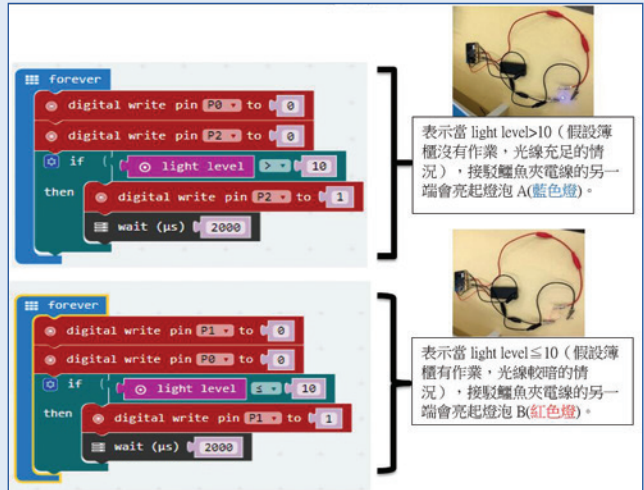 forever
digital write pin P0 to 0
digital write pin P2 to 0
if light level > 10
then
digital write pin P2 to 1
wait (µs) 2000
表示當 light level>10(假設簿
櫃沒有作業，光線充足的情
況)，接駁鱷魚夾電線的另一
端會亮起燈泡 A(藍色燈)。
forever
digital write pin P1 to 0
digital write pin P0 to 0
if light level ≤ 10
then
digital write pin P1 to 1
wait (µs) 2000
表示當 light level≦10(假設簿
櫃有作業，光線較暗的情
況)，接駁鱷魚夾電線的另一
端會亮起燈泡 B(紅色燈)。